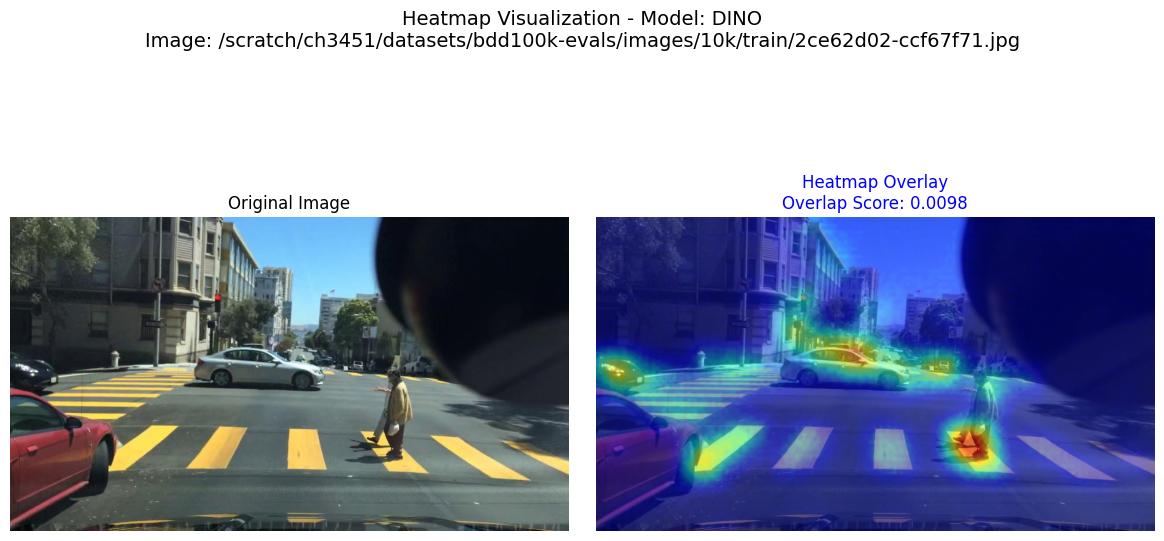 Heatmap Visualization - Model: DINO
Image: /scratch/ch3451/datasets/bdd100k-evals/images/10k/train/2ce62d02-ccf67f71.jpg
Original Image
Heatmap Overlay
Overlap Score: 0.0098